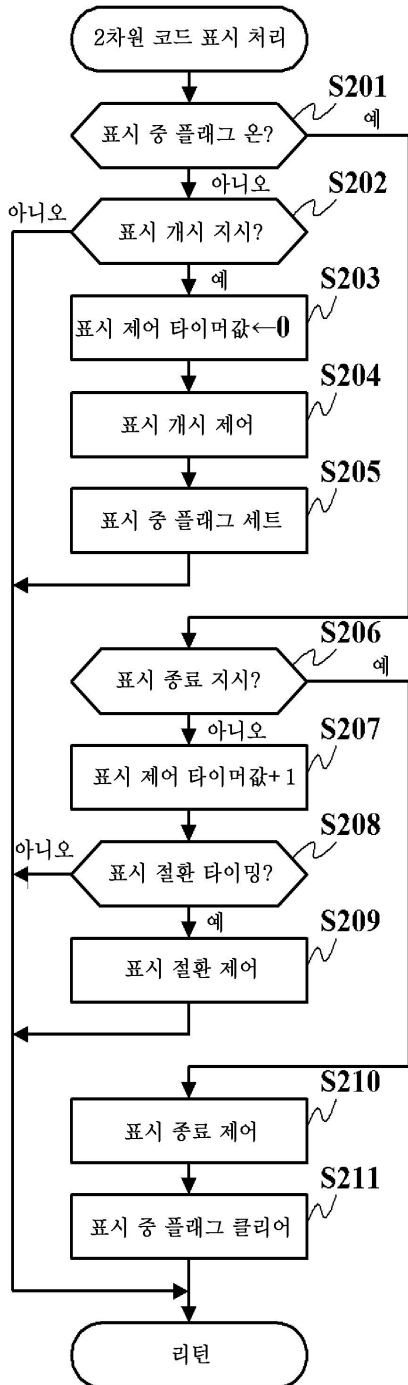 2차원 코드 표시 처리
S201
표시 중 플래그 온?
예
아니오
S202
아니오
표시 개시 지시?
예
S203
표시 제어 타이머값←0
S204
표시 개시 제어
S205
표시 중 플래그 세트
S206
표시 종료 지시?
예
아니오
S207
표시 제어 타이머값+1
S208
아니오
표시 절환 타이밍?
예
S209
표시 절환 제어
S210
표시 종료 제어
S211
표시 중 플래그 클리어
리턴